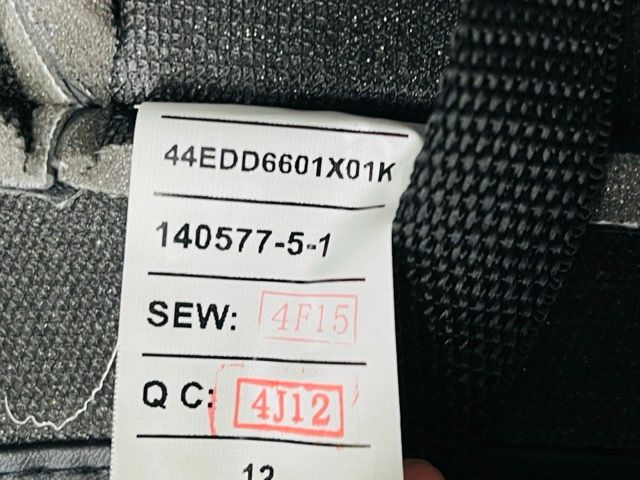 44EDD6601X01K
140577-5-1
SEW: 4F15
Q C: 4J12
12